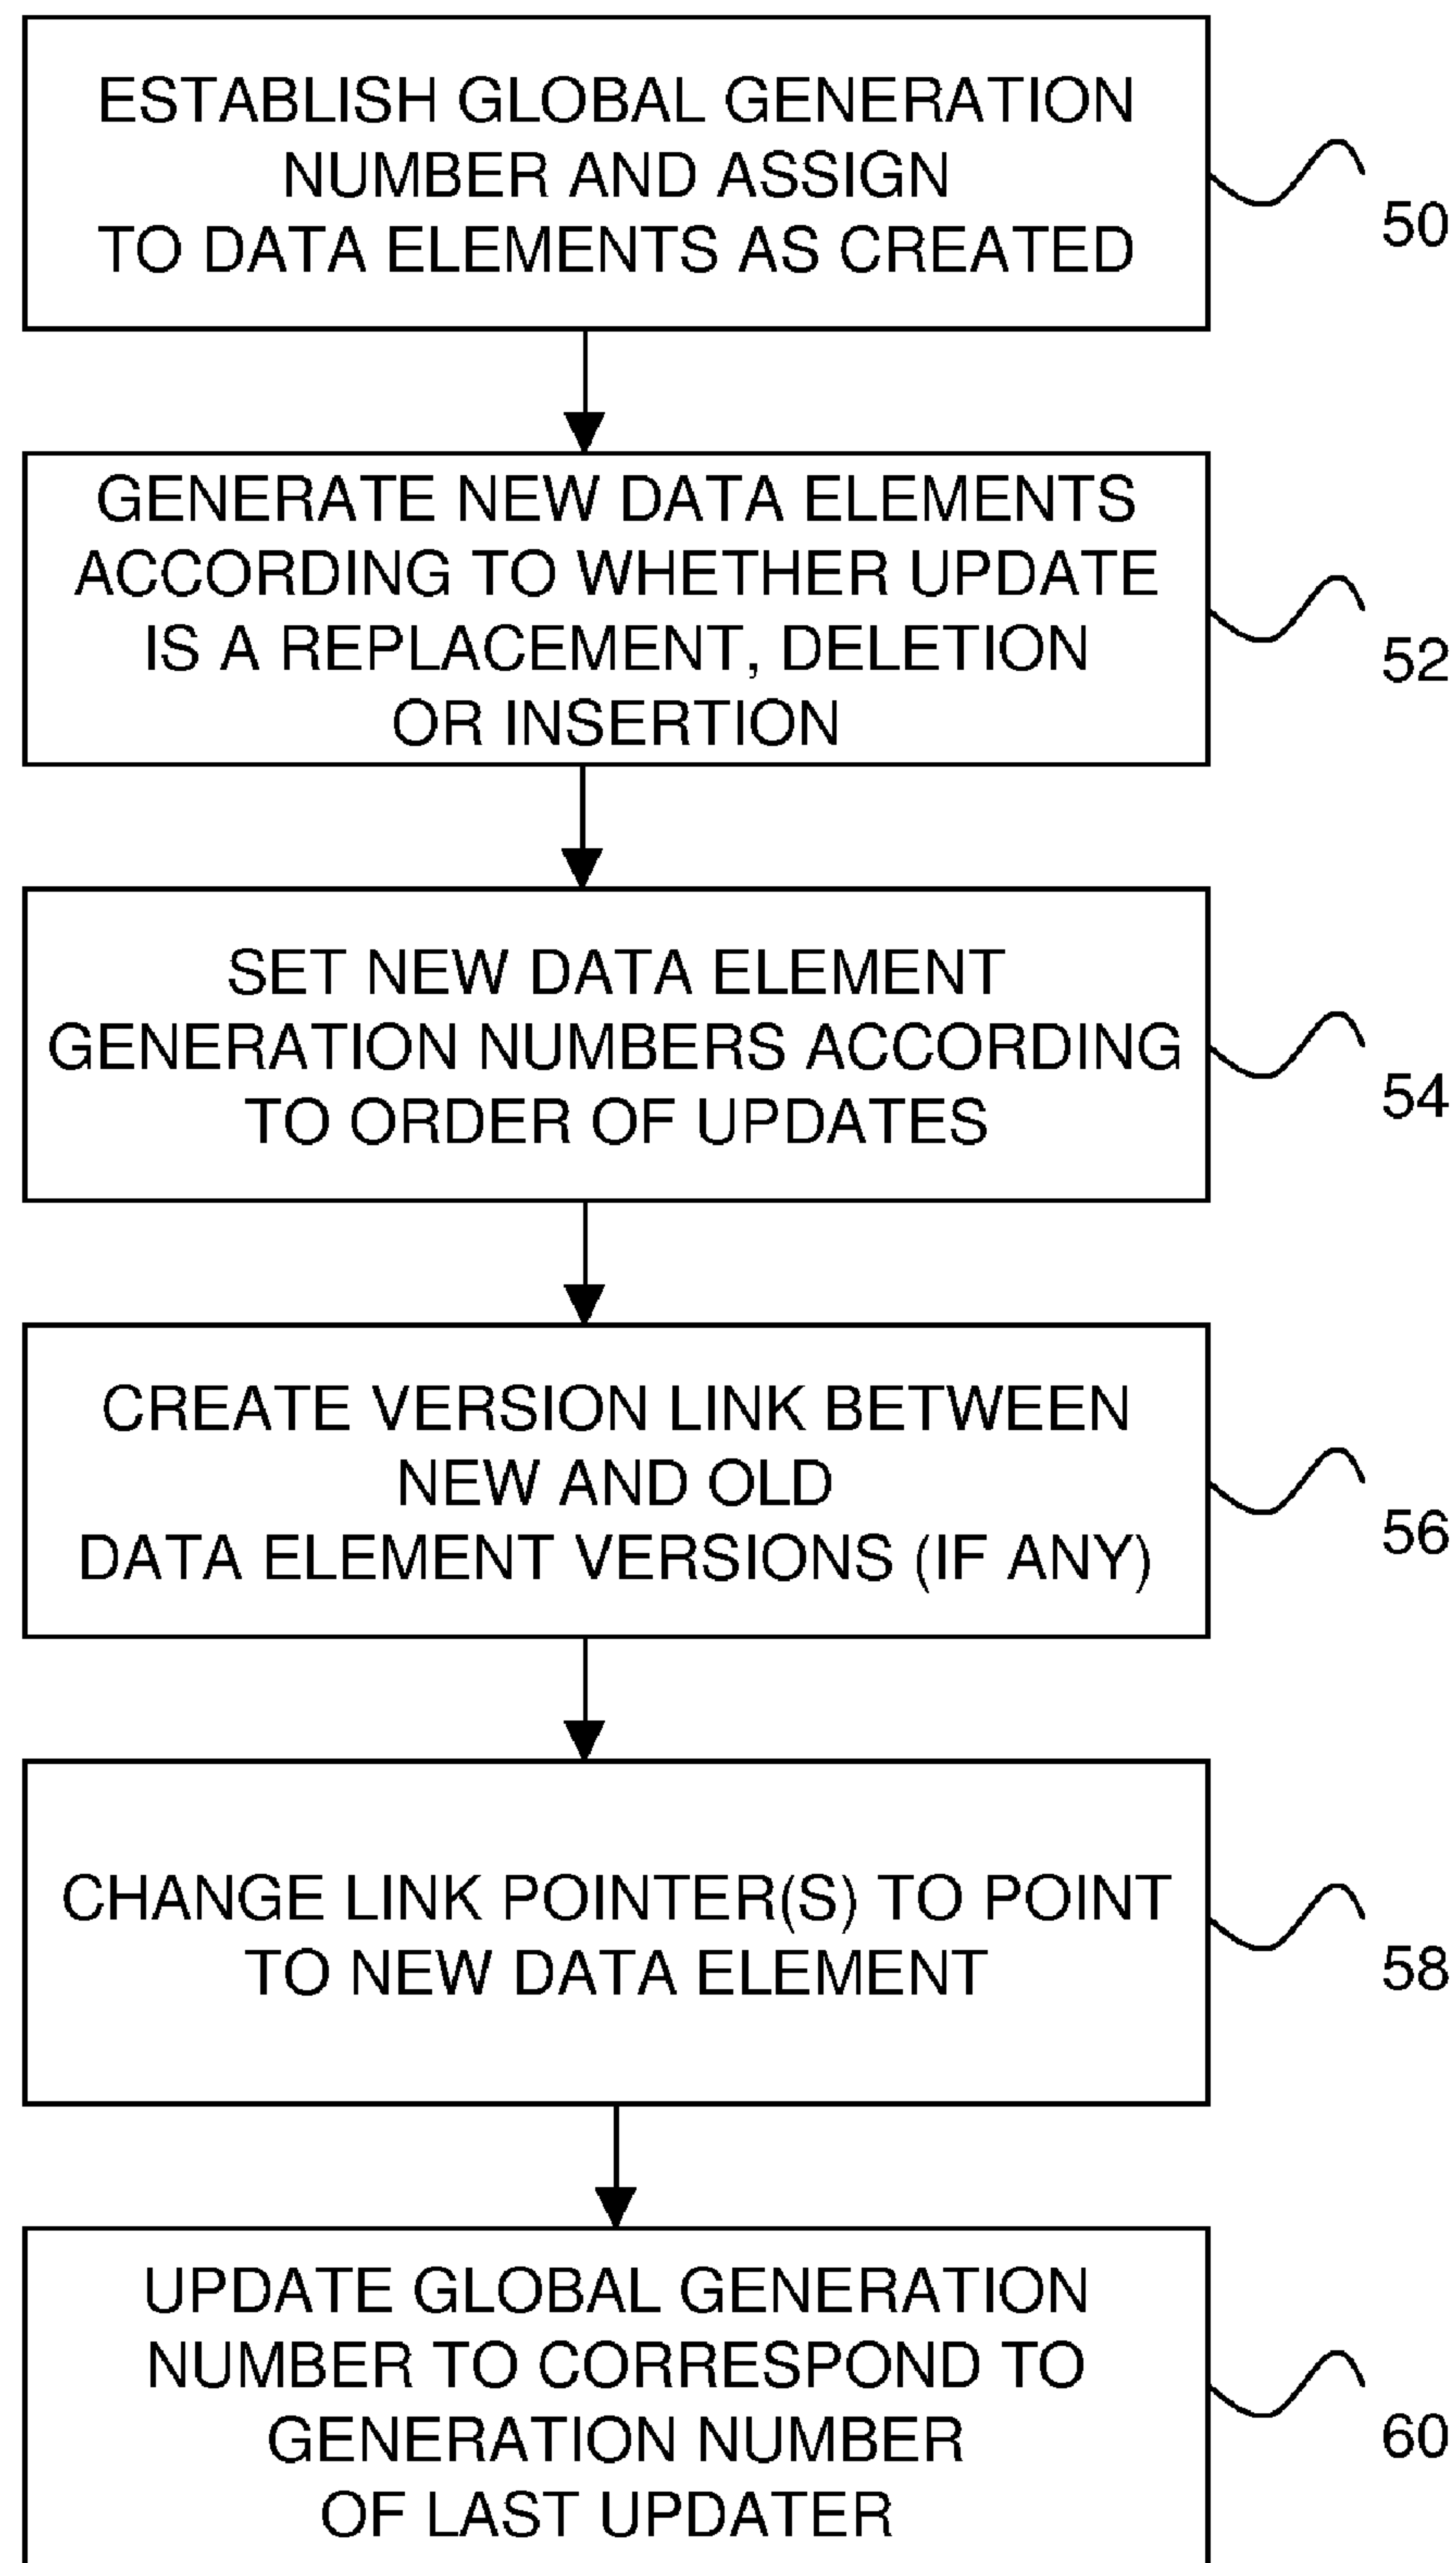 ESTABLISH GLOBAL GENERATION
NUMBER AND ASSIGN
TO DATA ELEMENTS AS CREATED
50
GENERATE NEW DATA ELEMENTS
ACCORDING TO WHETHER UPDATE
IS A REPLACEMENT, DELETION
OR INSERTION
52
SET NEW DATA ELEMENT
GENERATION NUMBERS ACCORDING
TO ORDER OF UPDATES
54
CREATE VERSION LINK BETWEEN
NEW AND OLD
DATA ELEMENT VERSIONS (IF ANY)
56
CHANGE LINK POINTER(S) TO POINT
TO NEW DATA ELEMENT
58
UPDATE GLOBAL GENERATION
NUMBER TO CORRESPOND TO
GENERATION NUMBER
OF LAST UPDATER
60